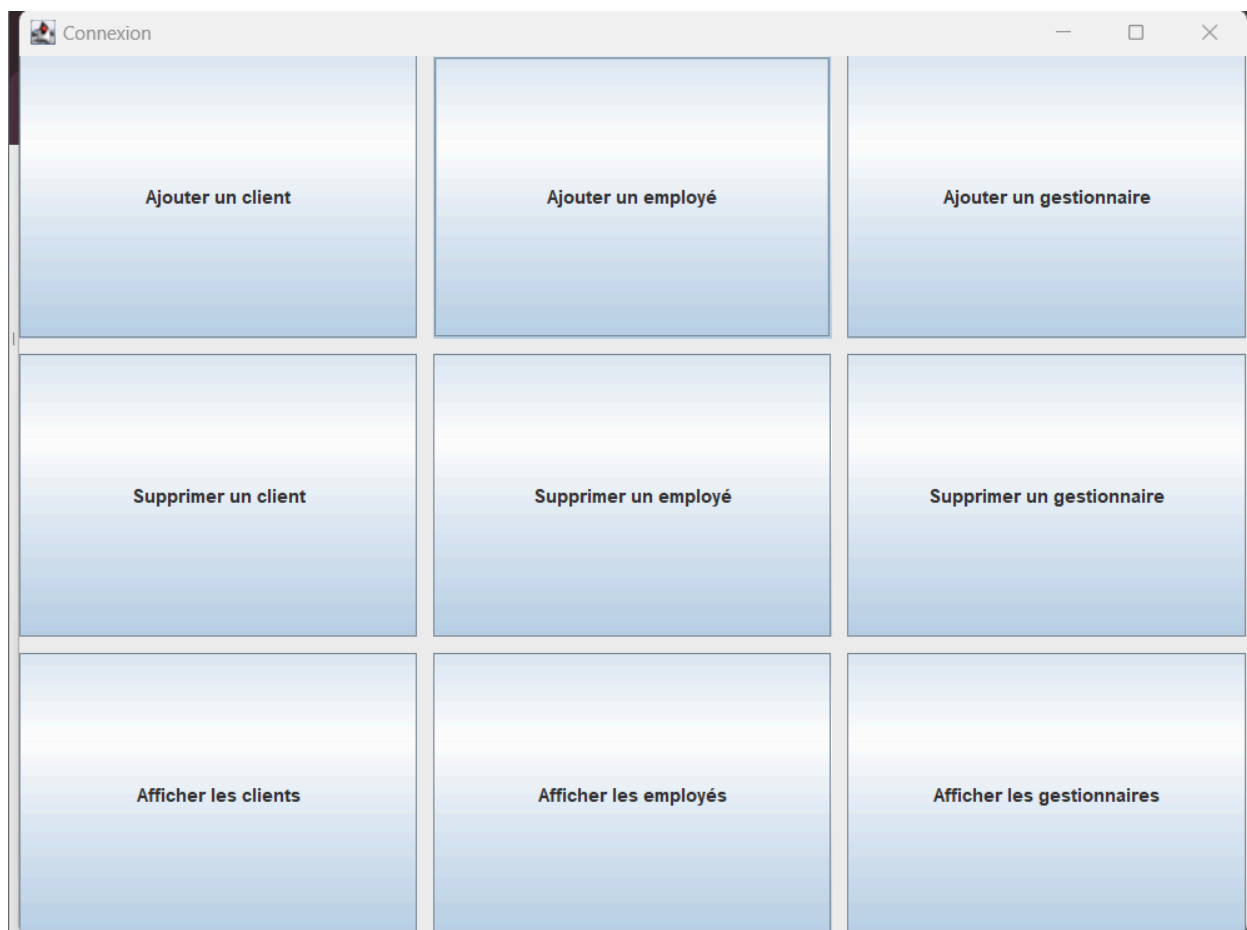 Connexion
Ajouter un client
Ajouter un employé
Ajouter un gestionnaire
Supprimer un client
Supprimer un employé
Supprimer un gestionnaire
Afficher les clients
Afficher les employés
Afficher les gestionnaires